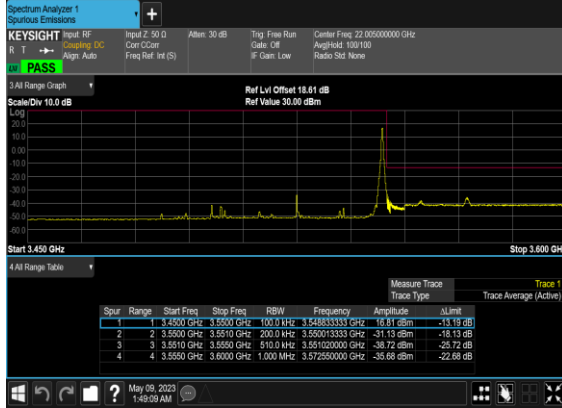 Spectrum Analyzer 1
Spurious Emissions
+
KEYSIGHT Input: RF Input Z: 50 Ω Atten: 30 dB Trig: Free Run Center Freq: 22.005000000 GHz
R T Coupling: DC Corr CCorr Gate: Off Avg|Hold: 100/100
Align: Auto Freq Ref: Int (S) IF Gain: Low Radio Std: None
PASS
3 All Range Graph
Ref Lvl Offset 18.61 dB
Scale/Div 10.0 dB Ref Value 30.00 dBm
Log
20.0
10.0
0.00
-10.0
-20.0
-30.0
-40.0
-50.0
-60.0
Start 3.450 GHz Stop 3.600 GH
4 All Range Table
Measure Trace Trace 1
Trace Type Trace Average (Active)
Spur Range Start Freq Stop Freq RBW Frequency Amplitude ΔLimit
1 1 3.4500 GHz 3.5500 GHz 100.0 kHz 3.548833333 GHz 16.81 dBm -13.19 dB
2 2 3.5500 GHz 3.5510 GHz 200.0 kHz 3.550013333 GHz -31.13 dBm -18.13 dB
3 3 3.5510 GHz 3.5550 GHz 510.0 kHz 3.551020000 GHz -38.72 dBm -25.72 dB
4 4 3.5550 GHz 3.6000 GHz 1.000 MHz 3.572550000 GHz -35.68 dBm -22.68 dB
? May 09, 2023
1:49:09 AM